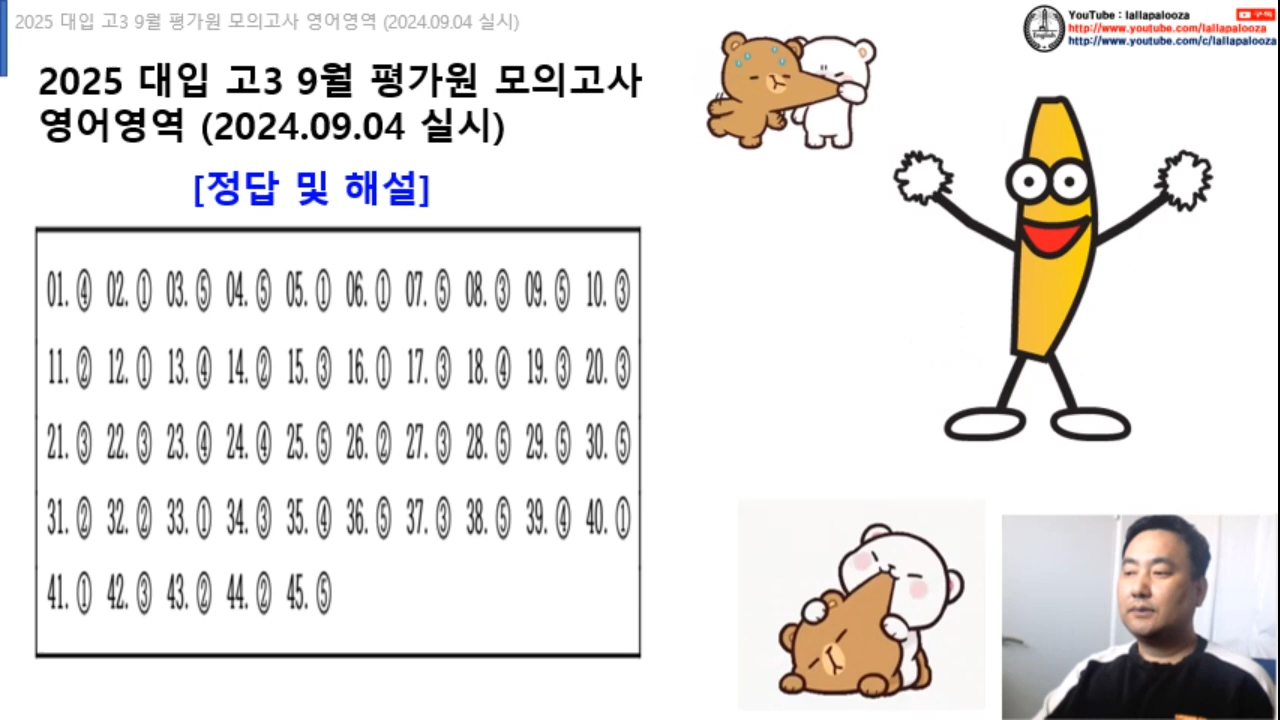 2025 대입 고3 9월 평가원 모의고사 영어영역 (2024.09.04 실시)
YouTube : lallapalooza
구독
http://www.youtube.com/lallapalooza
http://www.youtube.com/c/lallapalooza
English
2025 대입 고3 9월 평가원 모의고사
영어영역 (2024.09.04 실시)
[정답 및 해설]
01. ④ 02. ① 03. ⑤ 04. ⑤ 05. ① 06. ① 07. ⑤ 08. ③ 09. ⑤ 10. ③
11. ② 12. ① 13. ④ 14. ② 15. ③ 16. ① 17. ③ 18. ④ 19. ③ 20. ③
21. ③ 22. ③ 23. ④ 24. ④ 25. ⑤ 26. ② 27. ③ 28. ⑤ 29. ⑤ 30. ⑤
31. ② 32. ② 33. ① 34. ③ 35. ④ 36. ⑤ 37. ③ 38. ⑤ 39. ④ 40. ①
41. ① 42. ③ 43. ② 44. ② 45. ⑤